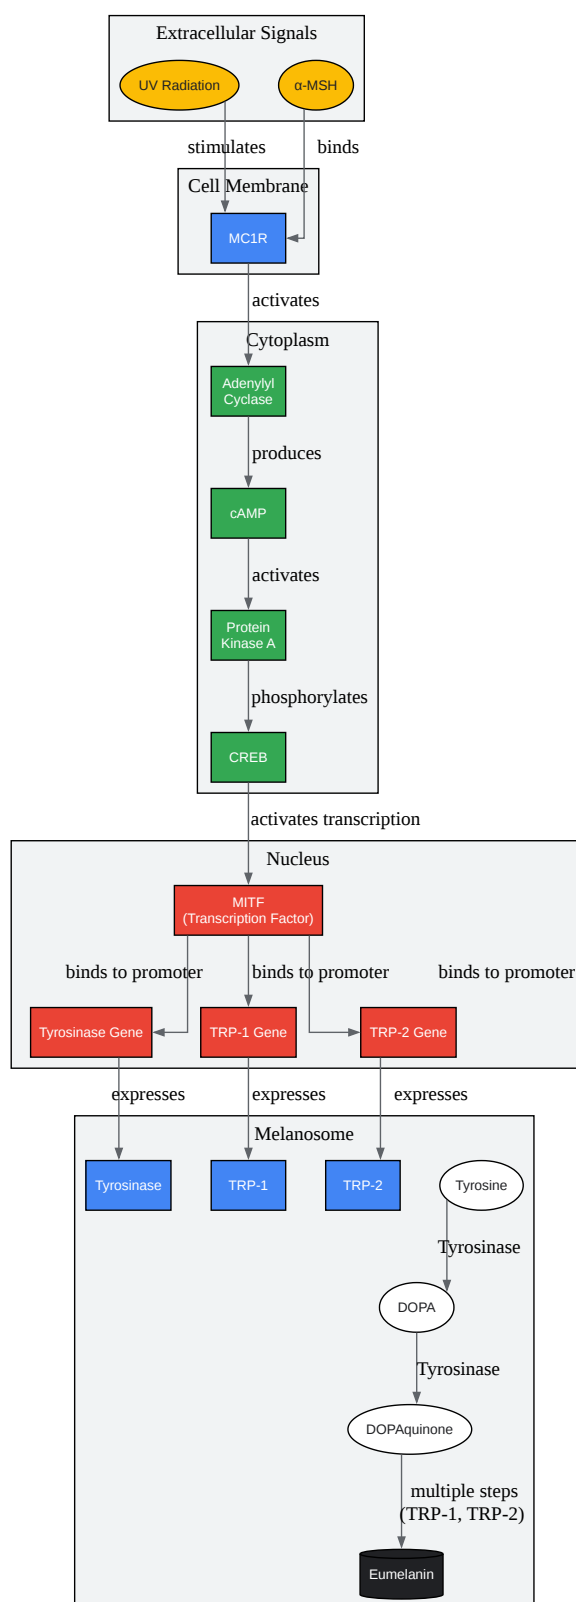 Extracellular Signals
UV Radiation
α-MSH
stimulates
binds
Cell Membrane
MC1R
activates
Cytoplasm
Adenylyl
Cyclase
produces
cAMP
activates
Protein
Kinase A
phosphorylates
CREB
activates transcription
Nucleus
MITF
(Transcription Factor)
binds to promoter
binds to promoter
binds to promoter
Tyrosinase Gene
TRP-1 Gene
TRP-2 Gene
expresses
expresses
expresses
Melanosome
Tyrosinase
TRP-1
TRP-2
Tyrosine
Tyrosinase
DOPA
Tyrosinase
DOPAquinone
multiple steps
(TRP-1, TRP-2)
Eumelanin